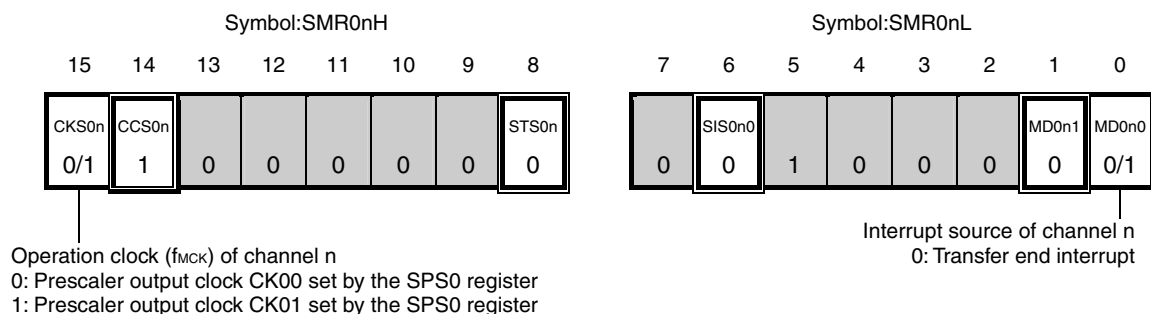 Symbol:SMR0nH Symbol:SMR0nL
15 14 13 12 11 10 9 8 7 6 5 4 3 2 1 0
CKS0n CCS0n STS0n SIS0n0 MD0n1 MD0n0
0/1 1 0 0 0 0 0 0 0 0 1 0 0 0 0 0/1
Interrupt source of channel n
Operation clock (fMCK) of channel n
0: Transfer end interrupt
0: Prescaler output clock CK00 set by the SPS0 register
1: Prescaler output clock CK01 set by the SPS0 register